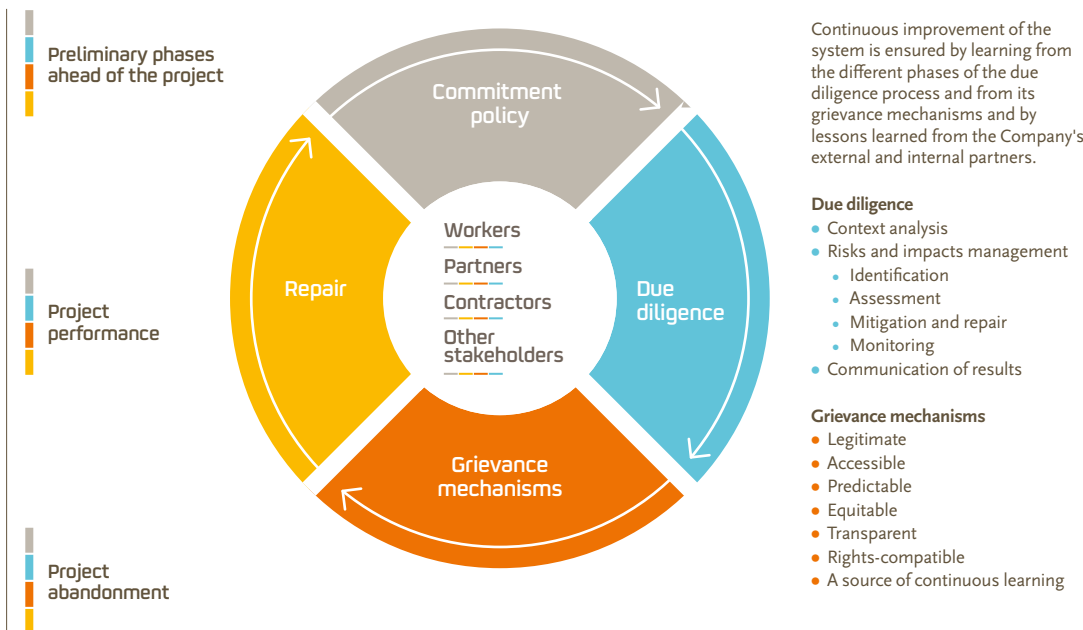 Preliminary phases
ahead of the project
Project
performance
Project
abandonment
Commitment
policy
Repair
Due
diligence
Grievance
mechanisms
Workers
Partners
Contractors
Other
stakeholders
Continuous improvement of the
system is ensured by learning from
the different phases of the due
diligence process and from its
grievance mechanisms and by
lessons learned from the Company's
external and internal partners.
Due diligence
• Context analysis
• Risks and impacts management
• Identification
• Assessment
• Mitigation and repair
• Monitoring
• Communication of results
Grievance mechanisms
• Legitimate
• Accessible
• Predictable
• Equitable
• Transparent
• Rights-compatible
• A source of continuous learning